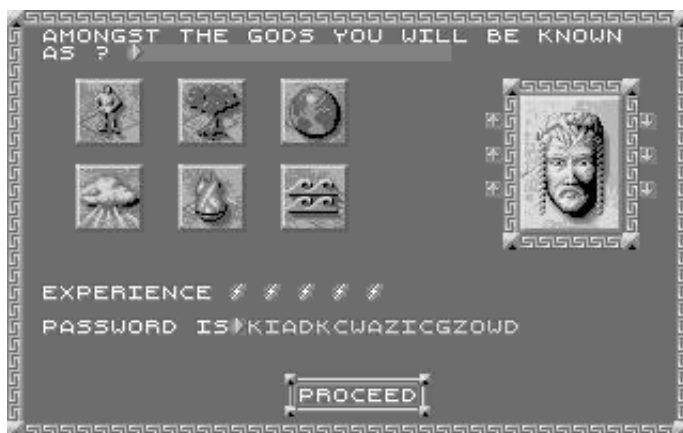 AMONGST THE GODS YOU WILL BE KNOWN
AS ?
EXPERIENCE
PASSWORD IS KIADKCWAZICGZOWD
PROCEED